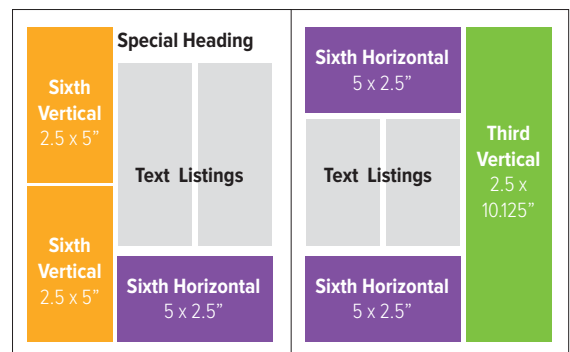 Special Heading
Sixth
Vertical
2.5 x 5”
Text Listings
Sixth
Vertical
2.5 x 5”
Sixth Horizontal
5 x 2.5”
Sixth Horizontal
5 x 2.5”
Text Listings
Sixth Horizontal
5 x 2.5”
Third
Vertical
2.5 x
10.125”